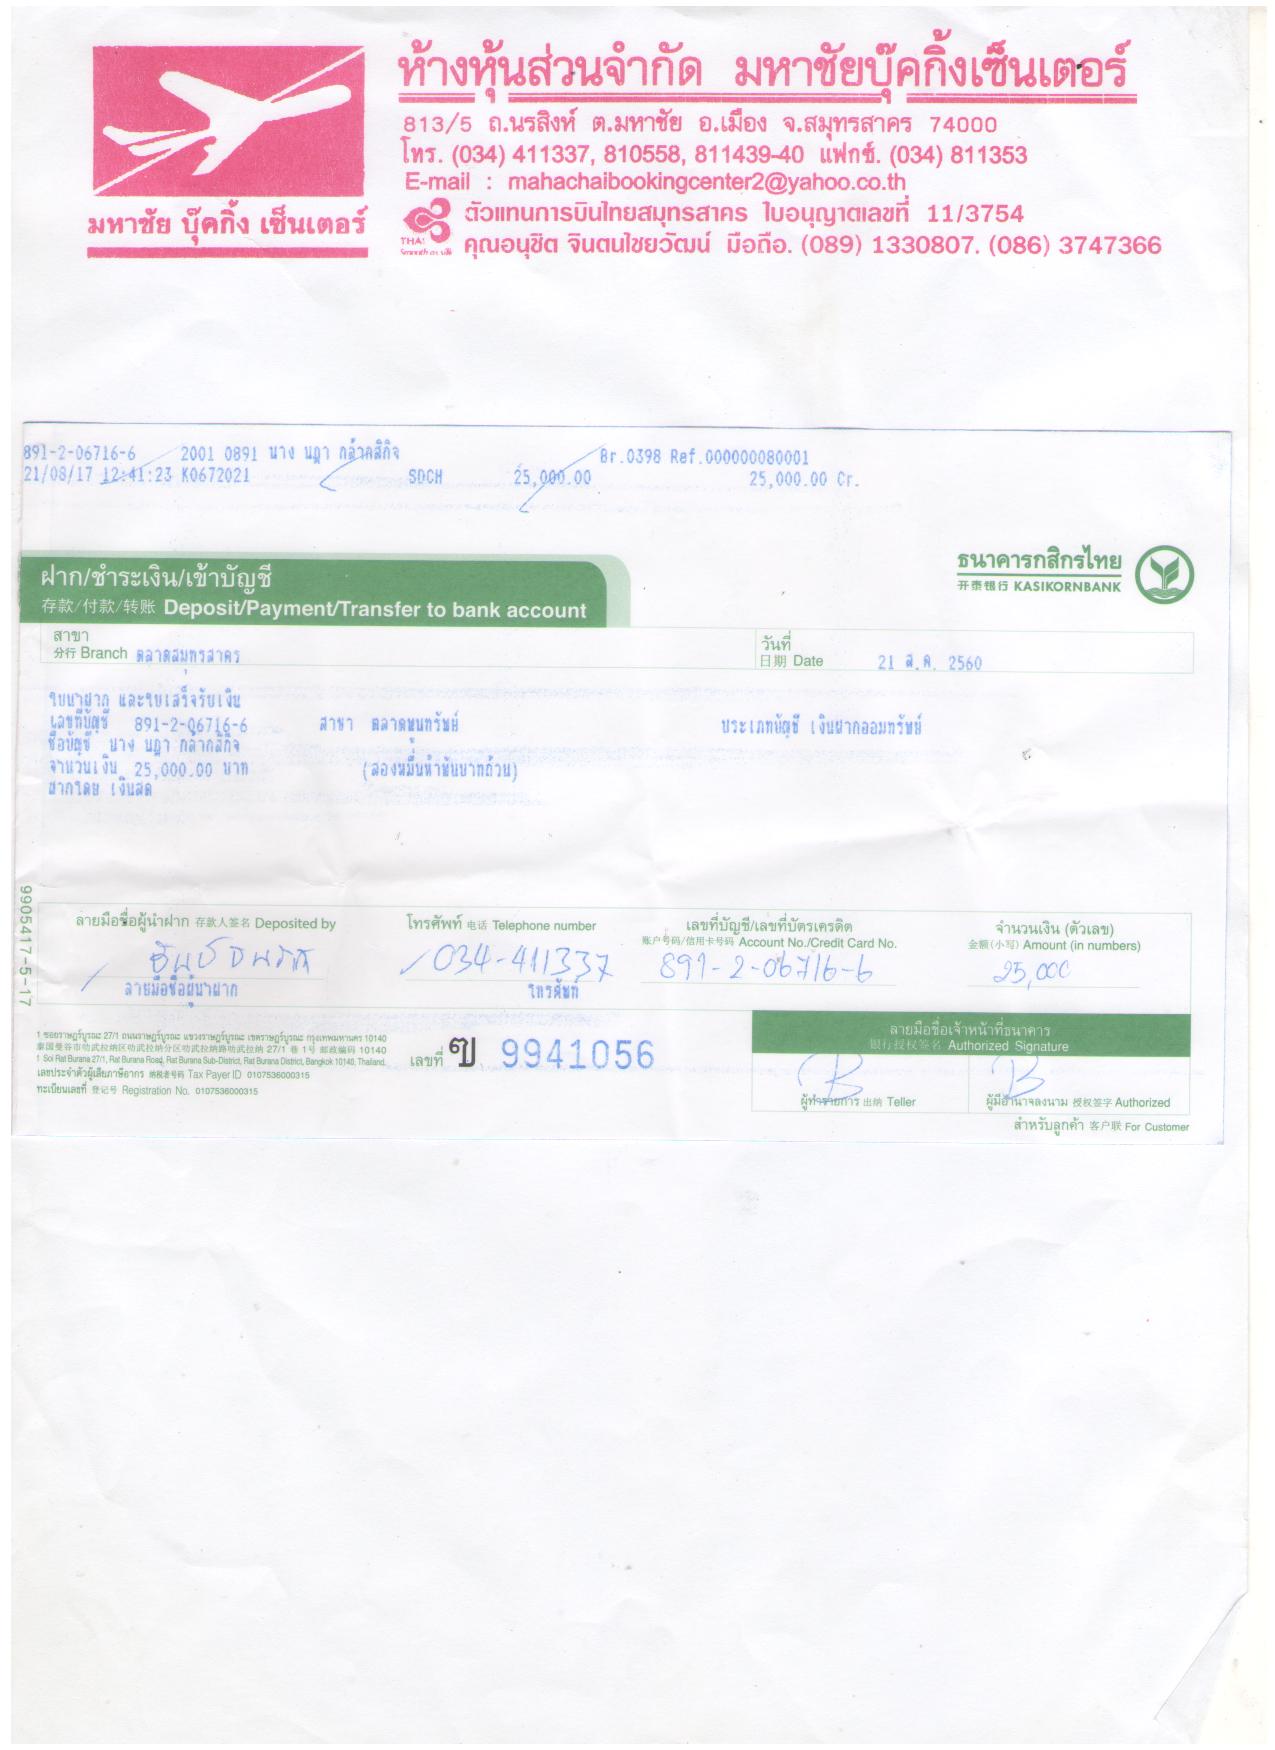 ห้างหุ้นส่วนจำกัด มหาชัยบุ๊คกิ้งเซ็นเตอร์
813/5 ถ.นรสิงห์ ต.มหาชัย อ.เมือง จ.สมุทรสาคร 74000
โทร. (034) 411337, 810558, 811439-40 แฟกซ์. (034) 811353
E-mail : mahachaibookingcenter2@yahoo.co.th
มหาชัย บุ๊คกิ้ง เซ็นเตอร์
THAI
Smooth as silk
ตัวแทนการบินไทยสมุทรสาคร ใบอนุญาตเลขที่ 11/3754
คุณอนุชิต จินตนไชยวัฒน์ มือถือ. (089) 1330807. (086) 3747366
891-2-06716-6 2001 0891 นาง นฎา กล้าคสิกิจ Br.0398 Ref.000000080001
21/08/17 12:41:23 K0672021 SDCH 25,000.00 25,000.00 Cr.
ฝาก/ชำระเงิน/เข้าบัญชี
存款/付款/转账 Deposit/Payment/Transfer to bank account
ธนาคารกสิกรไทย
开泰银行 KASIKORNBANK
สาขา
分行 Branch ตลาดสมุทรสาคร
วันที่
日期 Date 21 ส.ค. 2560
ใบนำฝาก และใบเสร็จรับเงิน
เลขที่บัญชี 891-2-06716-6 สาขา ประเภทบัญชี เงินฝากออมทรัพย์
ชื่อบัญชี นาง นฎา
จำนวนเงิน 25,000.00 บาท (สองหมื่นห้าพันบาทถ้วน)
ฝากโดย เงินสด
9905417-5-17
ลายมือชื่อผู้นำฝาก 存款人签名 Deposited by
โทรศัพท์ 电话 Telephone number
เลขที่บัญชี/เลขที่บัตรเครดิต
账户号码/信用卡号码 Account No./Credit Card No.
จำนวนเงิน (ตัวเลข)
金额(小写) Amount (in numbers)
034-411337
891-2-06716-6
25,000
ลายมือชื่อผู้นำฝาก
โทรศัพท์
1 ซอยราษฎร์บูรณะ 27/1 ถนนราษฎร์บูรณะ แขวงราษฎร์บูรณะ เขตราษฎร์บูรณะ กรุงเทพมหานคร 10140
泰国曼谷市叻武拉纳区叻武拉纳分区叻武拉纳路叻武拉纳 27/1 巷 1 号 邮政编码 10140
1 Soi Rat Burana 27/1, Rat Burana Road, Rat Burana Sub-District, Rat Burana District, Bangkok 10140, Thailand.
เลขประจำตัวผู้เสียภาษีอากร 纳税者号码 Tax Payer ID 0107536000315
ทะเบียนเลขที่ 登记号 Registration No. 0107536000315
เลขที่ ฃ 9941056
ลายมือชื่อเจ้าหน้าที่ธนาคาร
银行授权签名 Authorized Signature
ผู้ทำรายการ 出纳 Teller
ผู้มีอำนาจลงนาม 授权签字 Authorized
สำหรับลูกค้า 客户联 For Customer